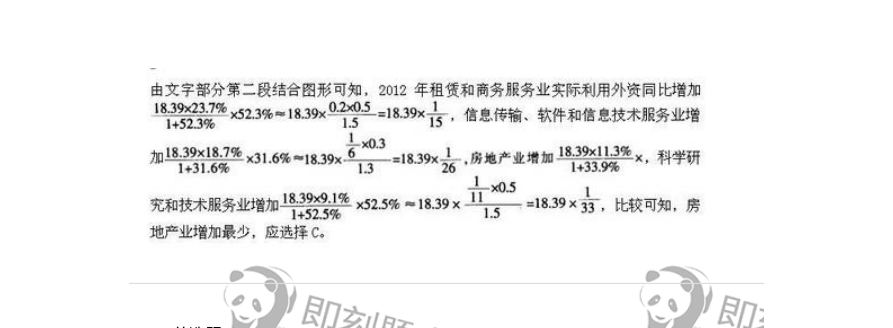 由文字部分第二段结合图形可知，2012 年租赁和商务服务业实际利用外资同比增加
18.39×23.7%/1+52.3% ×52.3%≈18.39× 0.2×0.5/1.5 =18.39× 1/15 ，信息传输、软件和信息技术服务业增
加 18.39×18.7%/1+31.6% ×31.6%≈18.39× 1/6 ×0.3/1.3 =18.39× 1/26 ,房地产业增加 18.39×11.3%/1+33.9% ×，科学研
究和技术服务业增加 18.39×9.1%/1+52.5% ×52.5% ≈18.39 × 1/11 ×0.5/1.5 =18.39 × 1/33 ，比较可知，房
地产业增加最少，应选择 C。
即刻
即